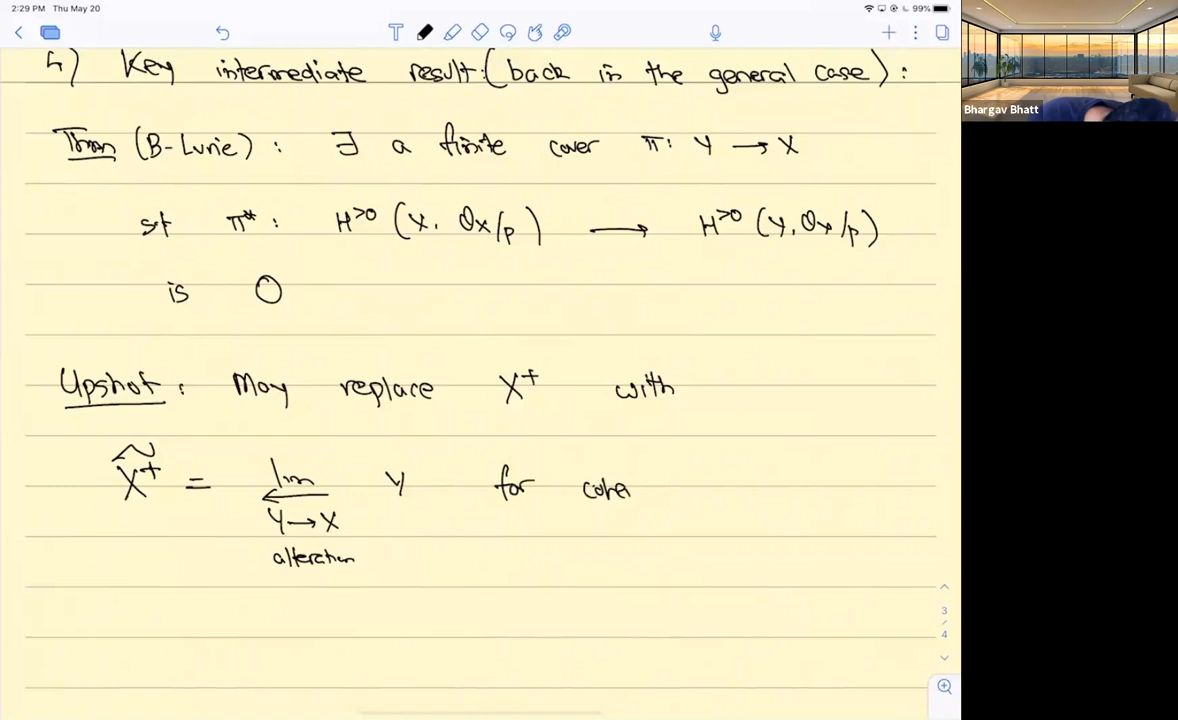 2:29 PM Thu May 20
99%
4) Key intermediate result: (back in the general case):
Bhargav Bhatt
Thm (B-Lurie): ∃ a finite cover π: Y → X
st π*: H^{>0} (X, O_X/p) → H^{>0} (Y, O_Y/p)
is 0
Upshot: May replace X^+ with
\widetilde{X^+} = lim Y for coher
←
Y→X
alteration
3
/
4